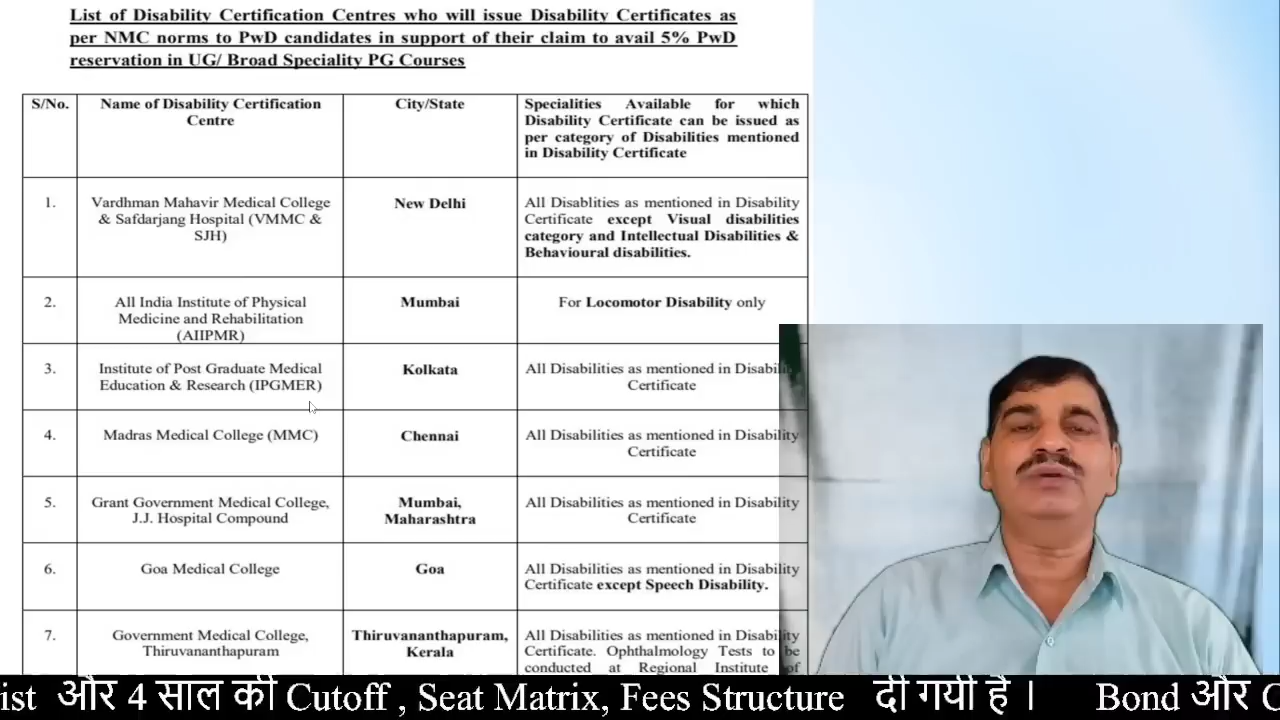 List of Disability Certification Centres who will issue Disability Certificates as
per NMC norms to PwD candidates in support of their claim to avail 5% PwD
reservation in UG/ Broad Speciality PG Courses
S/No.
Name of Disability Certification
Centre
City/State
Specialities Available for which
Disability Certificate can be issued as
per category of Disabilities mentioned
in Disability Certificate
1.
Vardhman Mahavir Medical College
& Safdarjang Hospital (VMMC &
SJH)
New Delhi
All Disablities as mentioned in Disability
Certificate except Visual disabilities
category and Intellectual Disabilities &
Behavioural disabilities.
2.
All India Institute of Physical
Medicine and Rehabilitation
(AIIPMR)
Mumbai
For Locomotor Disability only
3.
Institute of Post Graduate Medical
Education & Research (IPGMER)
Kolkata
All Disabilities as mentioned in Disability
Certificate
4.
Madras Medical College (MMC)
Chennai
All Disabilities as mentioned in Disability
Certificate
5.
Grant Government Medical College,
J.J. Hospital Compound
Mumbai,
Maharashtra
All Disabilities as mentioned in Disability
Certificate
6.
Goa Medical College
Goa
All Disabilities as mentioned in Disability
Certificate except Speech Disability.
7.
Government Medical College,
Thiruvananthapuram
Thiruvananthapuram,
Kerala
All Disabilities as mentioned in Disability
Certificate. Ophthalmology Tests to be
conducted at Regional Institute of
ist और 4 साल की Cutoff , Seat Matrix, Fees Structure दी गयी है । Bond और C